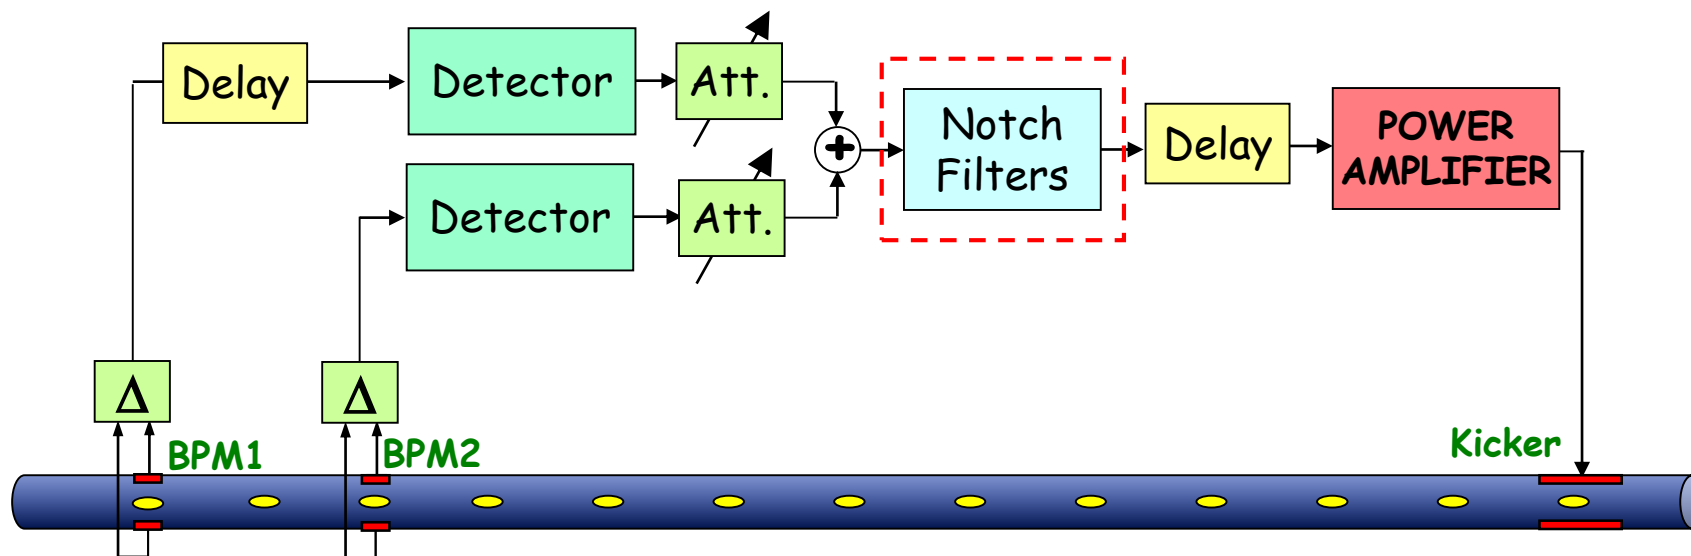 Delay
Detector
Att.
+
Notch
Filters
Delay
POWER
AMPLIFIER
Detector
Att.
Δ
Δ
BPM1
BPM2
Kicker